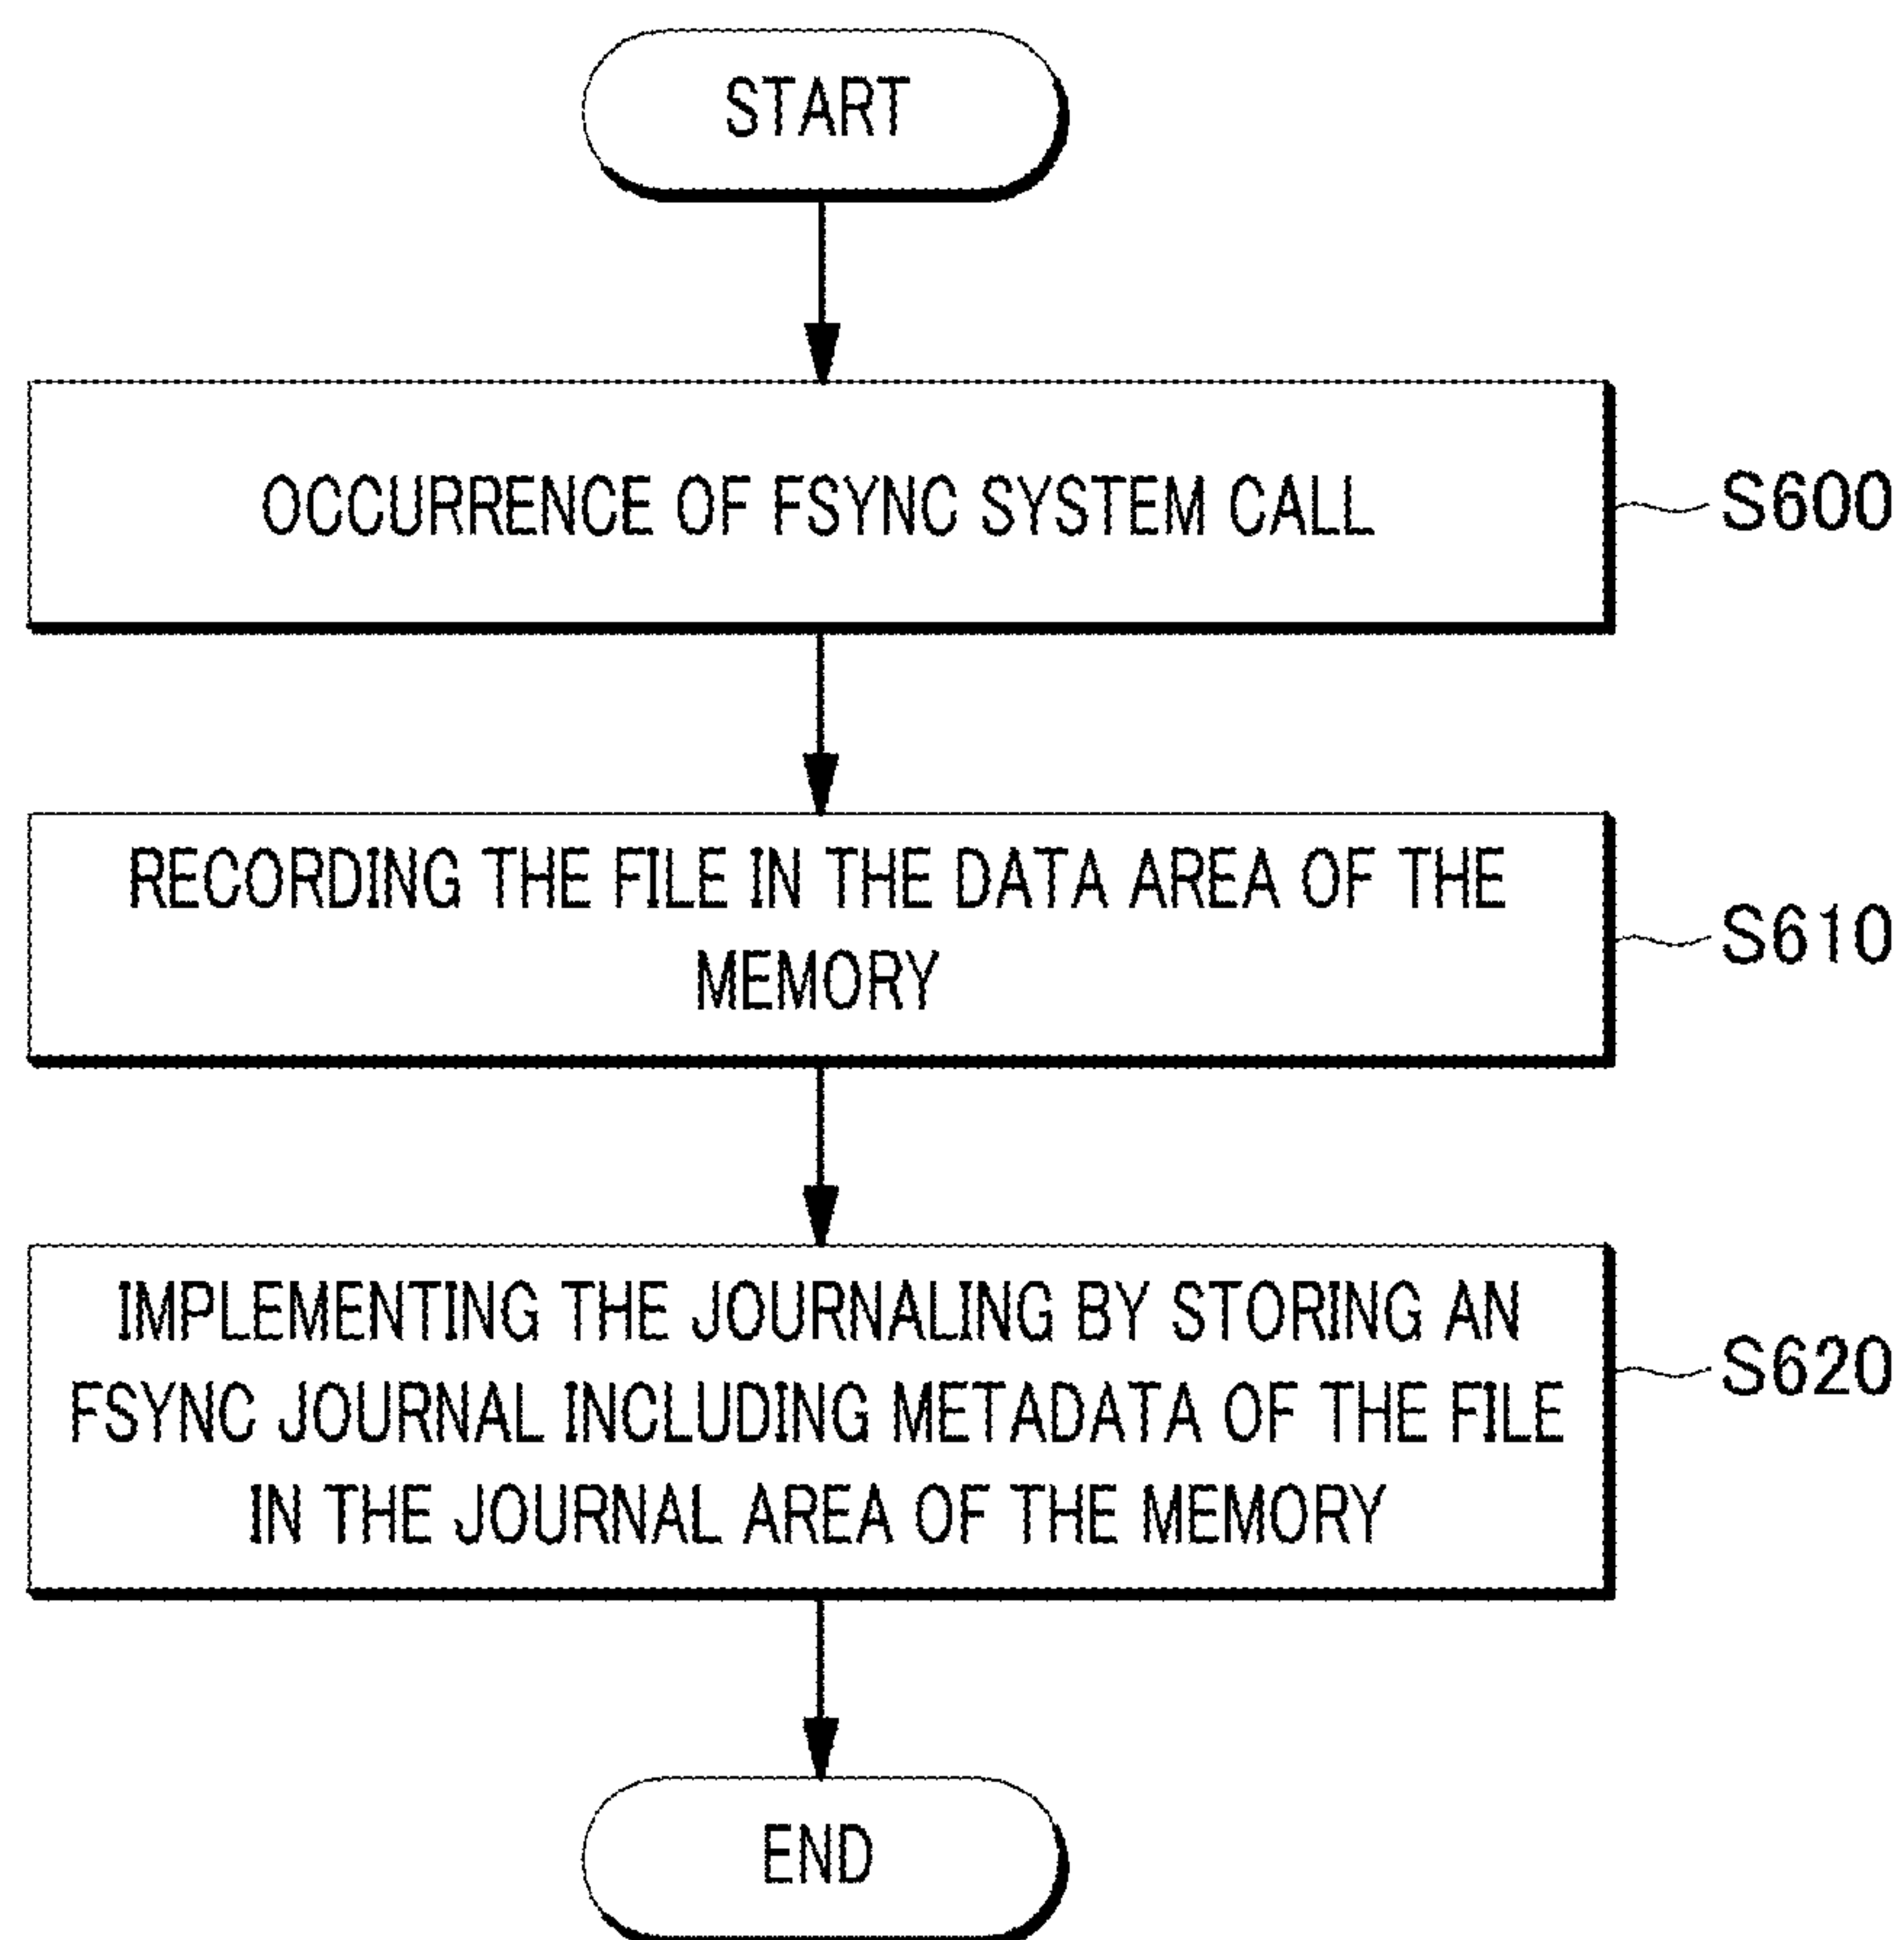 START
OCCURRENCE OF FSYNC SYSTEM CALL
S600
RECORDING THE FILE IN THE DATA AREA OF THE
MEMORY
S610
IMPLEMENTING THE JOURNALING BY STORING AN
FSYNC JOURNAL INCLUDING METADATA OF THE FILE
IN THE JOURNAL AREA OF THE MEMORY
S620
END